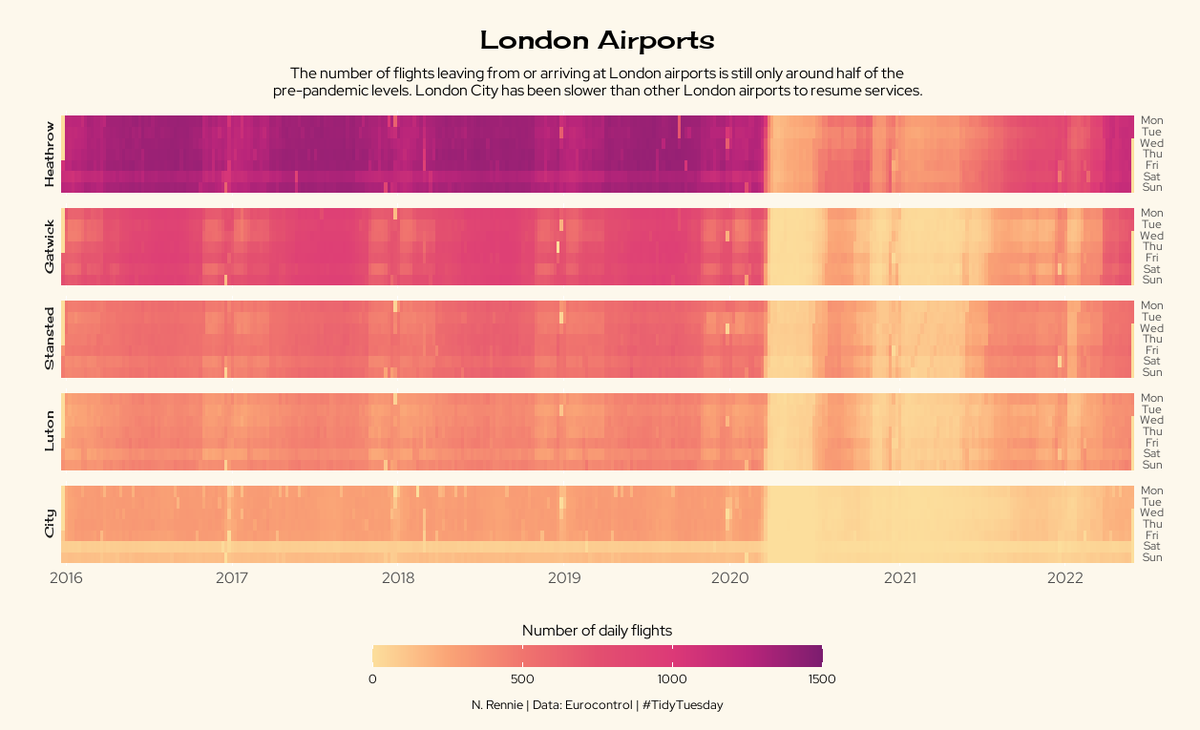 London Airports
The number of flights leaving from or arriving at London airports is still only around half of the
pre-pandemic levels. London City has been slower than other London airports to resume services.
Heathrow
Mon
Tue
Wed
Thu
Fri
Sat
Sun
Gatwick
Mon
Tue
Wed
Thu
Fri
Sat
Sun
Stansted
Mon
Tue
Wed
Thu
Fri
Sat
Sun
Luton
Mon
Tue
Wed
Thu
Fri
Sat
Sun
City
Mon
Tue
Wed
Thu
Fri
Sat
Sun
2016 2017 2018 2019 2020 2021 2022
Number of daily flights
0 500 1000 1500
N. Rennie | Data: Eurocontrol | #TidyTuesday